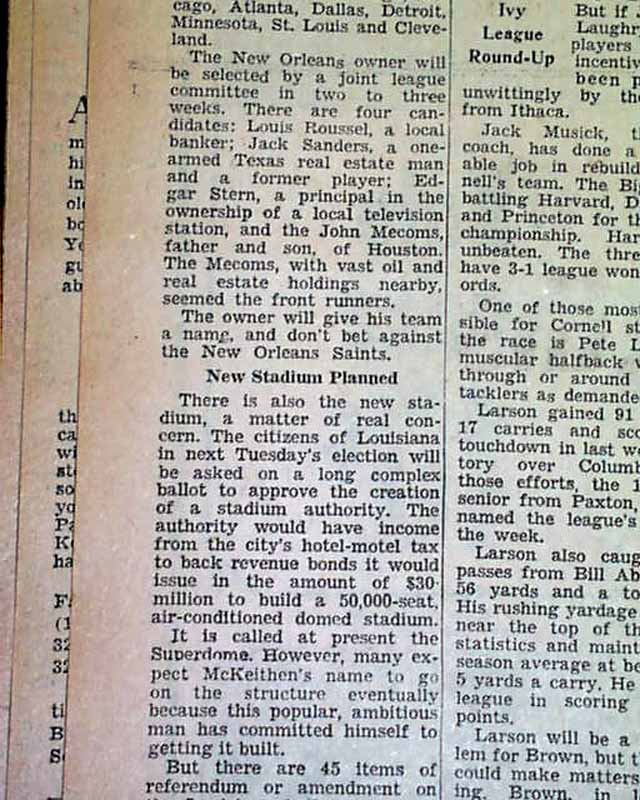 cago, Atlanta, Dallas, Detroit,
Minnesota, St. Louis and Cleve-
land.
The New Orleans owner will
be selected by a joint league
committee in two to three
weeks. There are four can-
didates: Louis Roussel, a local
banker; Jack Sanders, a one-
armed Texas real estate man
and a former player; Ed-
gar Stern, a principal in the
ownership of a local television
station, and the John Mecoms,
father and son, of Houston.
The Mecoms, with vast oil and
real estate holdings nearby,
seemed the front runners.
The owner will give his team
a name, and don't bet against
the New Orleans Saints.
New Stadium Planned
There is also the new sta-
dium, a matter of real con-
cern. The citizens of Louisiana
in next Tuesday's election will
be asked on a long complex
ballot to approve the creation
of a stadium authority. The
authority would have income
from the city's hotel-motel tax
to back revenue bonds it would
issue in the amount of $30-
million to build a 50,000-seat,
air-conditioned domed stadium.
It is called at present the
Superdome. However, many ex-
pect McKeithen's name to go
on the structure eventually
because this popular, ambitious
man has committed himself to
getting it built.
But there are 45 items of
referendum or amendment on
Ivy
League
Round-Up
But if
Laughr
players
incentiv
been p
unwittingly by the
from Ithaca.
Jack Musick, t
coach, has done a
able job in rebuild
nell's team. The Big
battling Harvard, D
and Princeton for th
championship. Har
unbeaten. The thre
have 3-1 league won
ords.
One of those most
sible for Cornell st
the race is Pete L
muscular halfback w
through or around
tacklers as demande
Larson gained 91
17 carries and sco
touchdown in last we
tory over Columb
those efforts, the 1
senior from Paxton,
named the league's
the week.
Larson also caug
passes from Bill Ab
56 yards and a to
His rushing yardage
near the top of th
statistics and maint
season average at be
5 yards a carry. He
league in scoring
points.
Larson will be a
lem for Brown, but t
could make matters
ing. Brown, in